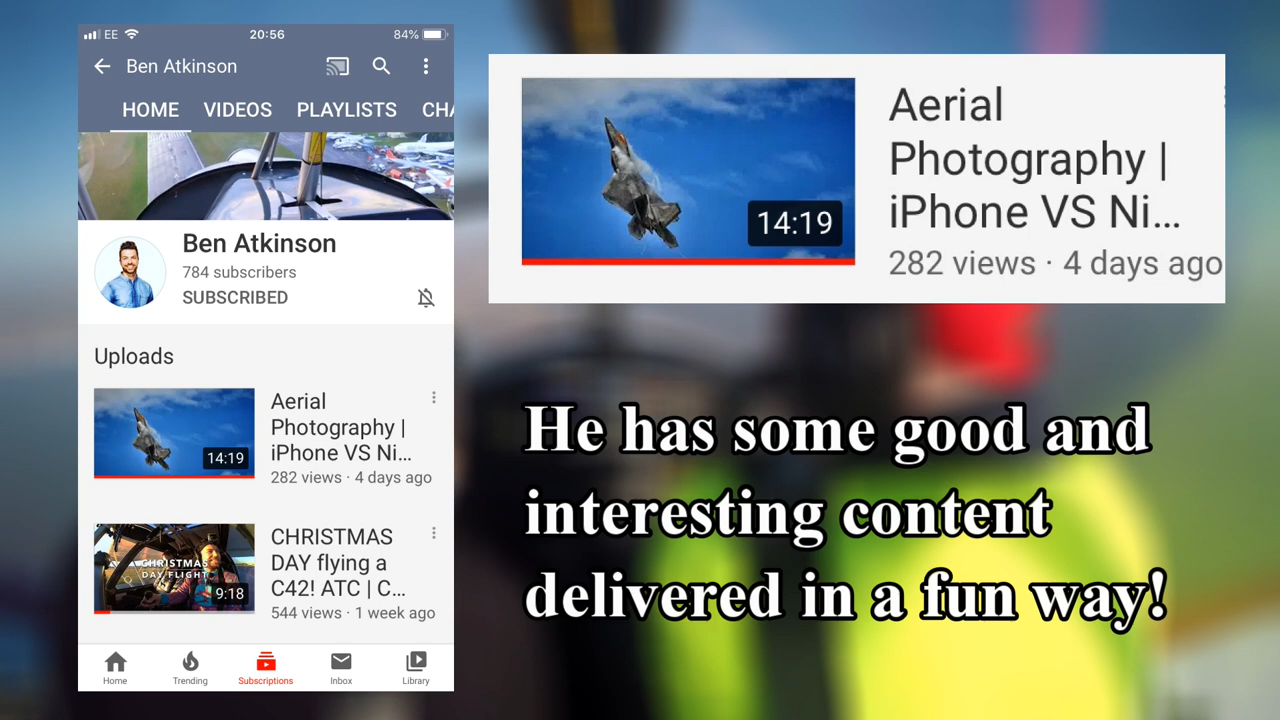 EE 20:56 84%
Ben Atkinson
HOME VIDEOS PLAYLISTS CHA
Ben Atkinson
784 subscribers
SUBSCRIBED
Uploads
Aerial
Photography |
iPhone VS Ni...
14:19
282 views · 4 days ago
CHRISTMAS
DAY flying a
C42! ATC | C...
CHRISTMAS
DAY FLIGHT
9:18
544 views · 1 week ago
Home Trending Subscriptions Inbox Library
Aerial
Photography |
iPhone VS Ni...
14:19
282 views · 4 days ago
He has some good and
interesting content
delivered in a fun way!